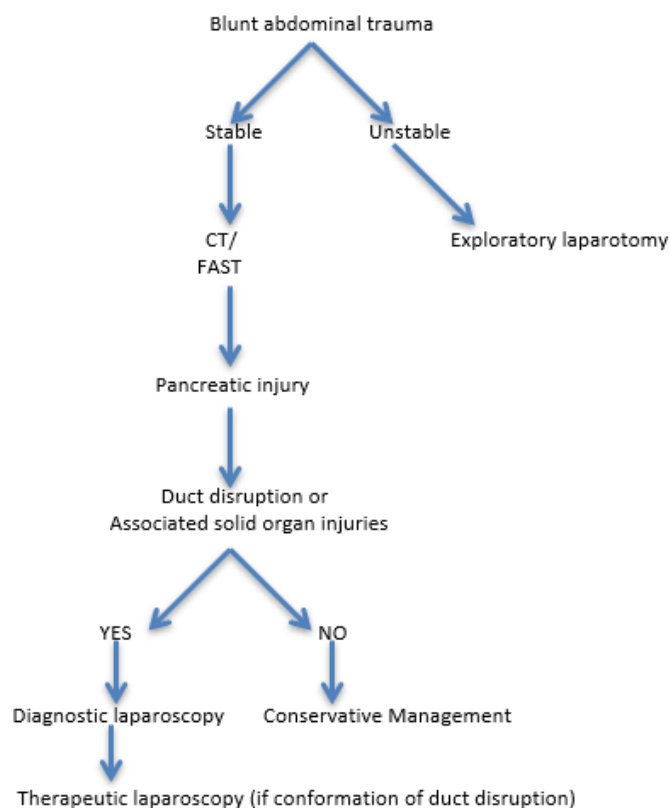 Blunt abdominal trauma
Stable
Unstable
CT/
FAST
Exploratory laparotomy
Pancreatic injury
Duct disruption or
Associated solid organ injuries
YES
NO
Diagnostic laparoscopy
Conservative Management
Therapeutic laparoscopy (if conformation of duct disruption)